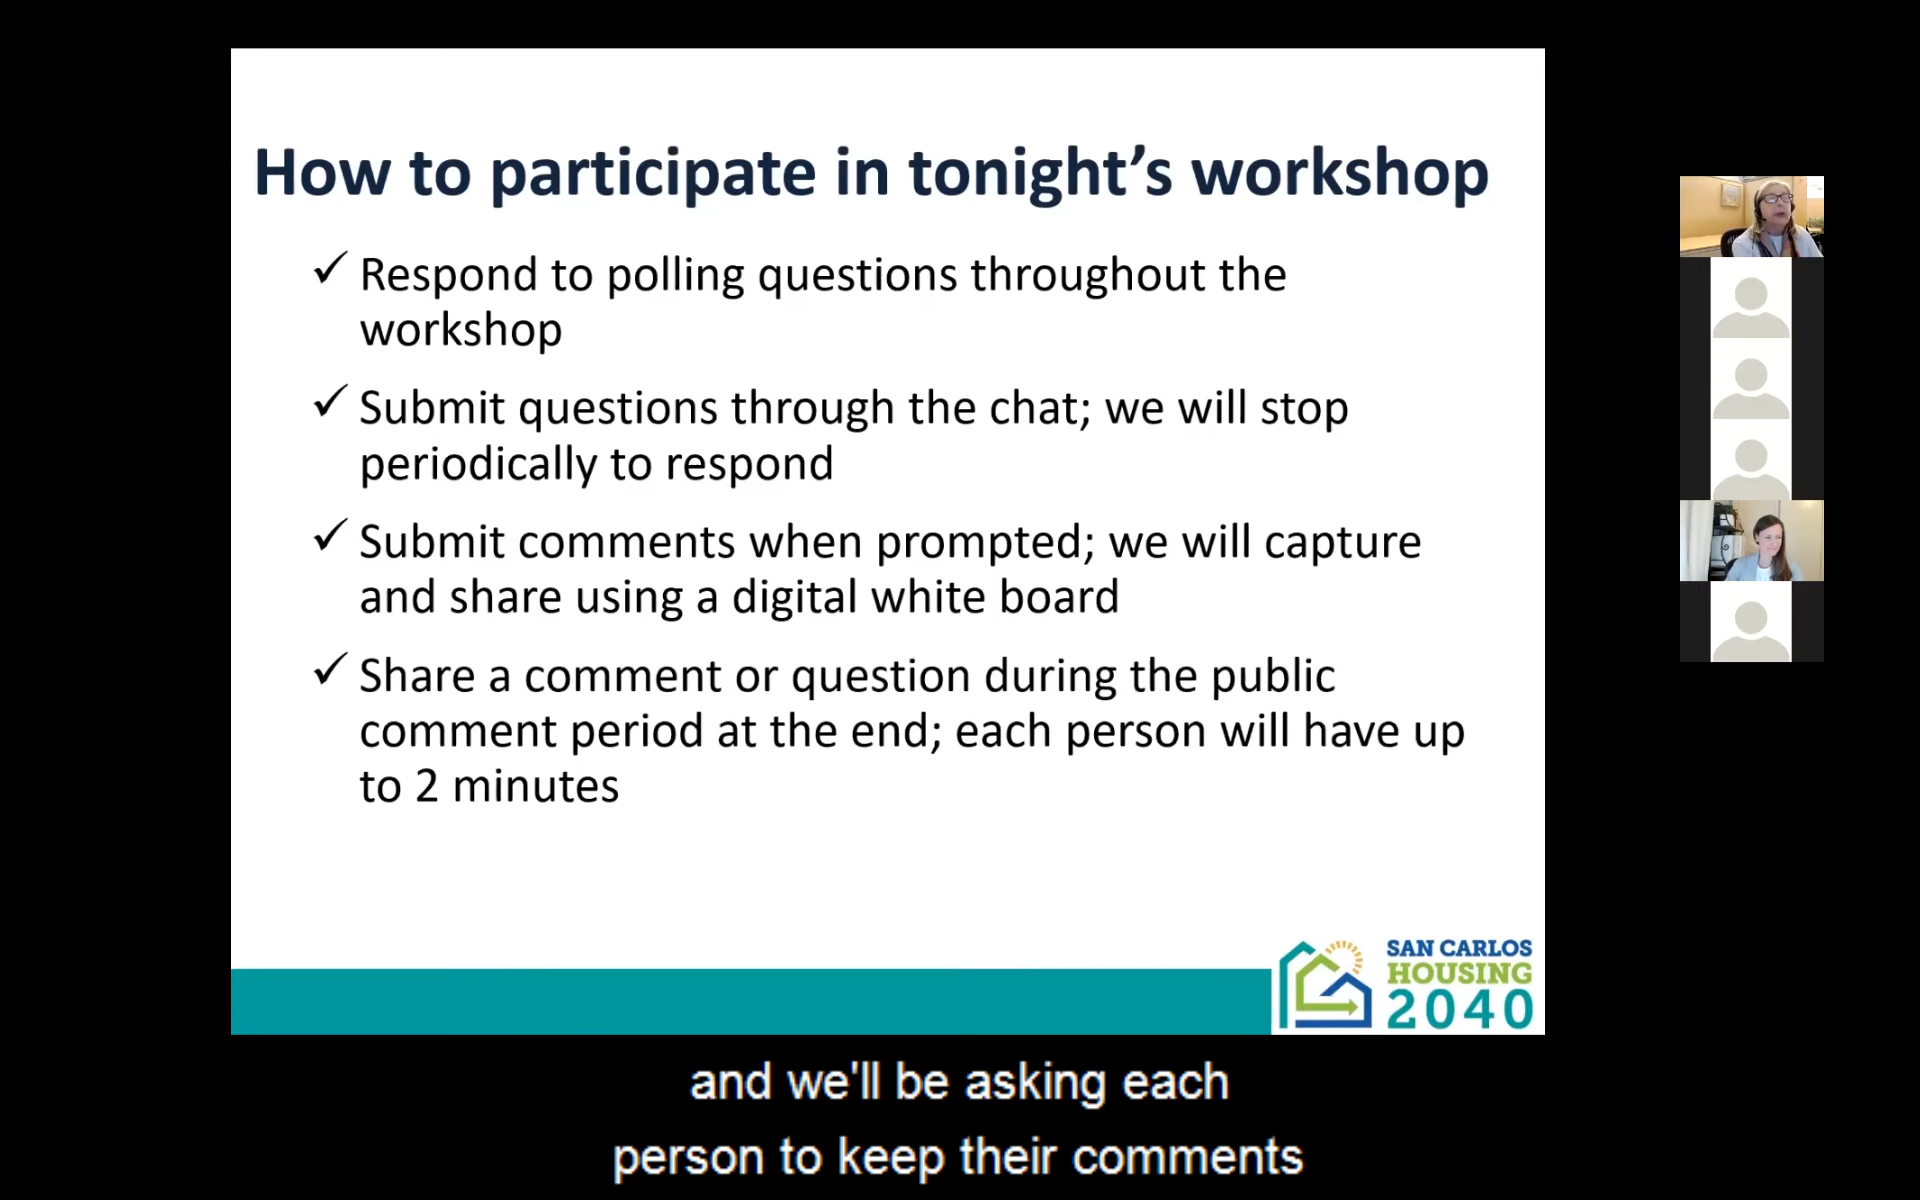 How to participate in tonight’s workshop
✓ Respond to polling questions throughout the
workshop
✓ Submit questions through the chat; we will stop
periodically to respond
✓ Submit comments when prompted; we will capture
and share using a digital white board
✓ Share a comment or question during the public
comment period at the end; each person will have up
to 2 minutes
SAN CARLOS
HOUSING
2040
and we'll be asking each
person to keep their comments